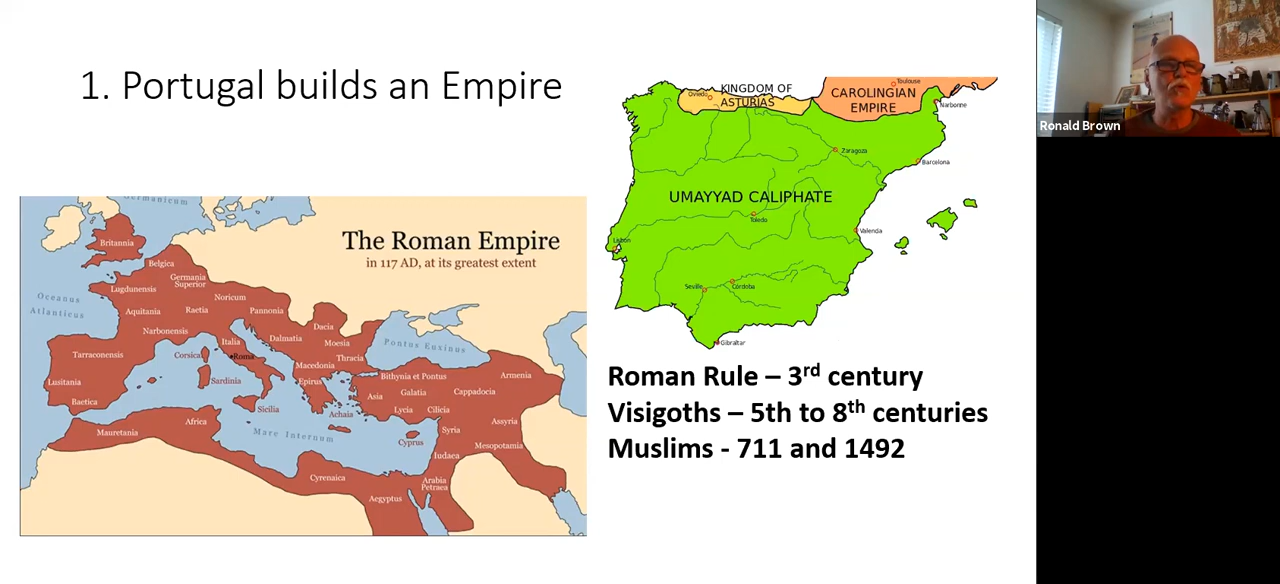 1. Portugal builds an Empire
Germanicum
The Roman Empire
in 117 AD, at its greatest extent
Britannia
Belgica
Germania
Superior
Lugdunensis
Oceanus
Atlanticus
Noricum
Aquitania
Raetia
Pannonia
Dacia
Narbonensis
Italia
Dalmatia
Moesia
Pontus Euxinus
Tarraconensis
Corsica
Roma
Thracia
Macedonia
Armenia
Lusitania
Sardinia
Epirus
Bithynia et Pontus
Asia
Galatia
Cappadocia
Baetica
Sicilia
Achaia
Lycia
Cilicia
Mauretania
Africa
Mare Internum
Cyprus
Syria
Assyria
Mesopotamia
Iudaea
Cyrenaica
Arabia
Petraea
Aegyptus
KINGDOM OF
ASTURIAS
Oviedo
CAROLINGIAN
EMPIRE
Toulouse
Narbonne
Zaragoza
Barcelona
UMAYYAD CALIPHATE
Toledo
Valencia
Lisbon
Seville
Córdoba
Gibraltar
Roman Rule – 3rd century
Visigoths – 5th to 8th centuries
Muslims - 711 and 1492
Ronald Brown